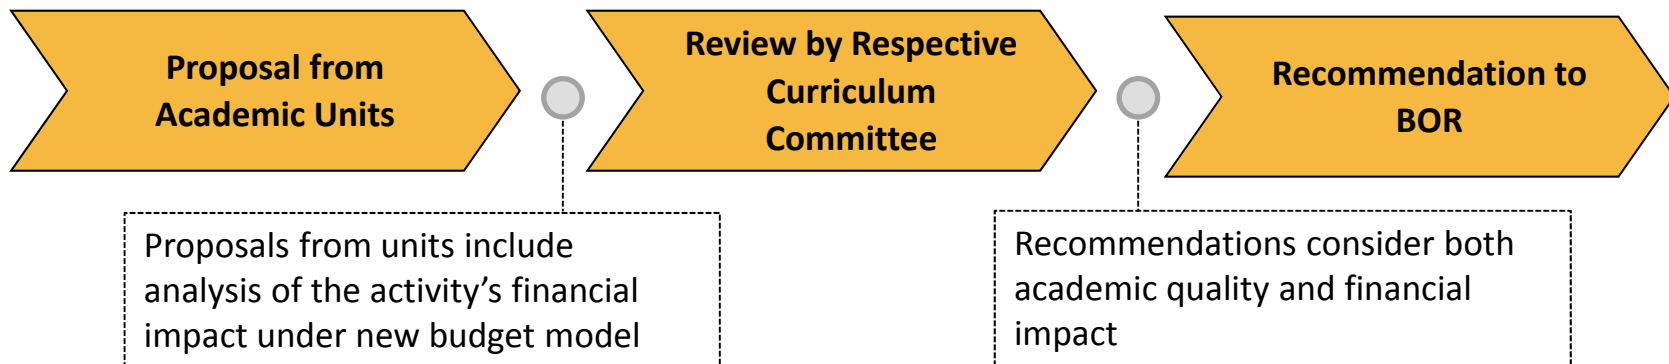 Proposal from
Academic Units
Review by Respective
Curriculum
Committee
Recommendation to
BOR
Proposals from units include
analysis of the activity’s financial
impact under new budget model
Recommendations consider both
academic quality and financial
impact